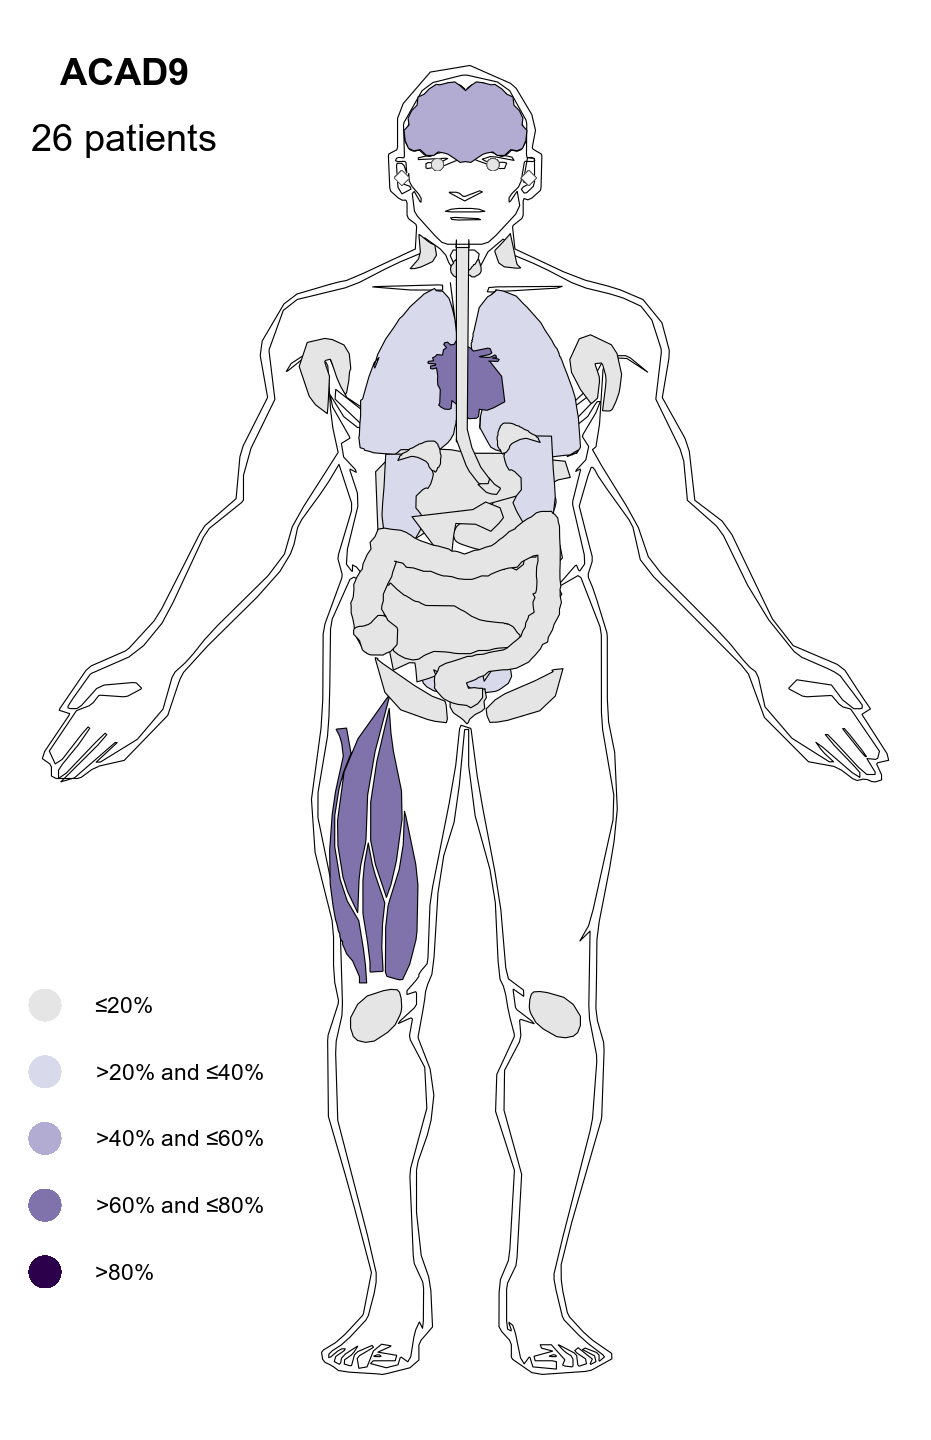 ACAD9
26 patients
≤20%
>20% and ≤40%
>40% and ≤60%
>60% and ≤80%
>80%